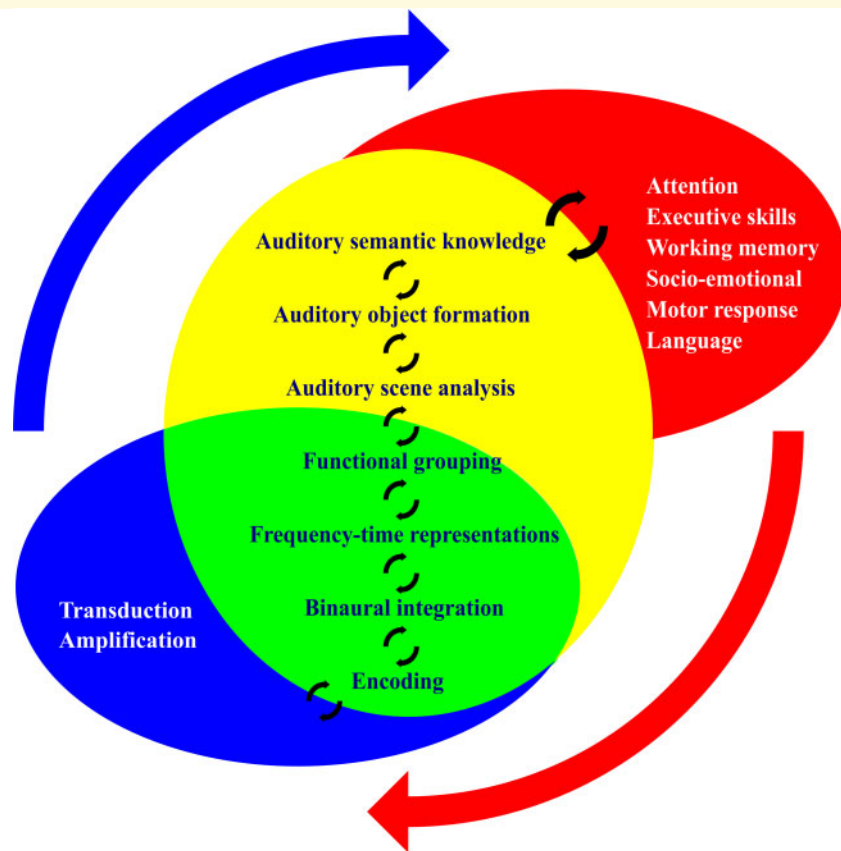 Auditory semantic knowledge
Auditory object formation
Auditory scene analysis
Functional grouping
Frequency-time representations
Binaural integration
Encoding
Attention
Executive skills
Working memory
Socio-emotional
Motor response
Language
Transduction
Amplification